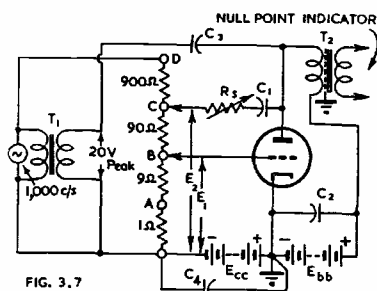 NULL POINT INDICATOR
T2
C3
D
900Ω
RS
C1
C
T1
90Ω
20V
Peak
B
E2
E1
1,000 c/s
9Ω
A
C2
1Ω
- + - +
Ecc
Ebb
C4
FIG. 3.7